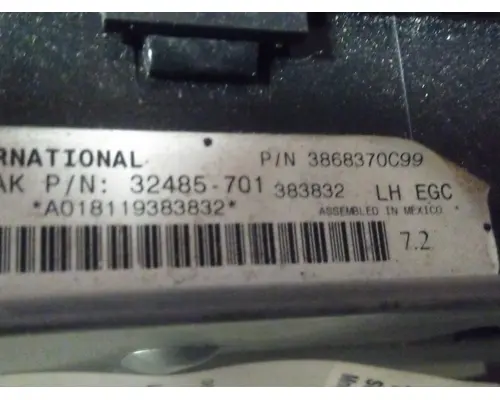 RNATIONAL P/N 3868370C99
AK P/N: 32485-701 383832 LH EGC
*A018119383832* ASSEMBLED IN MEXICO
7.2